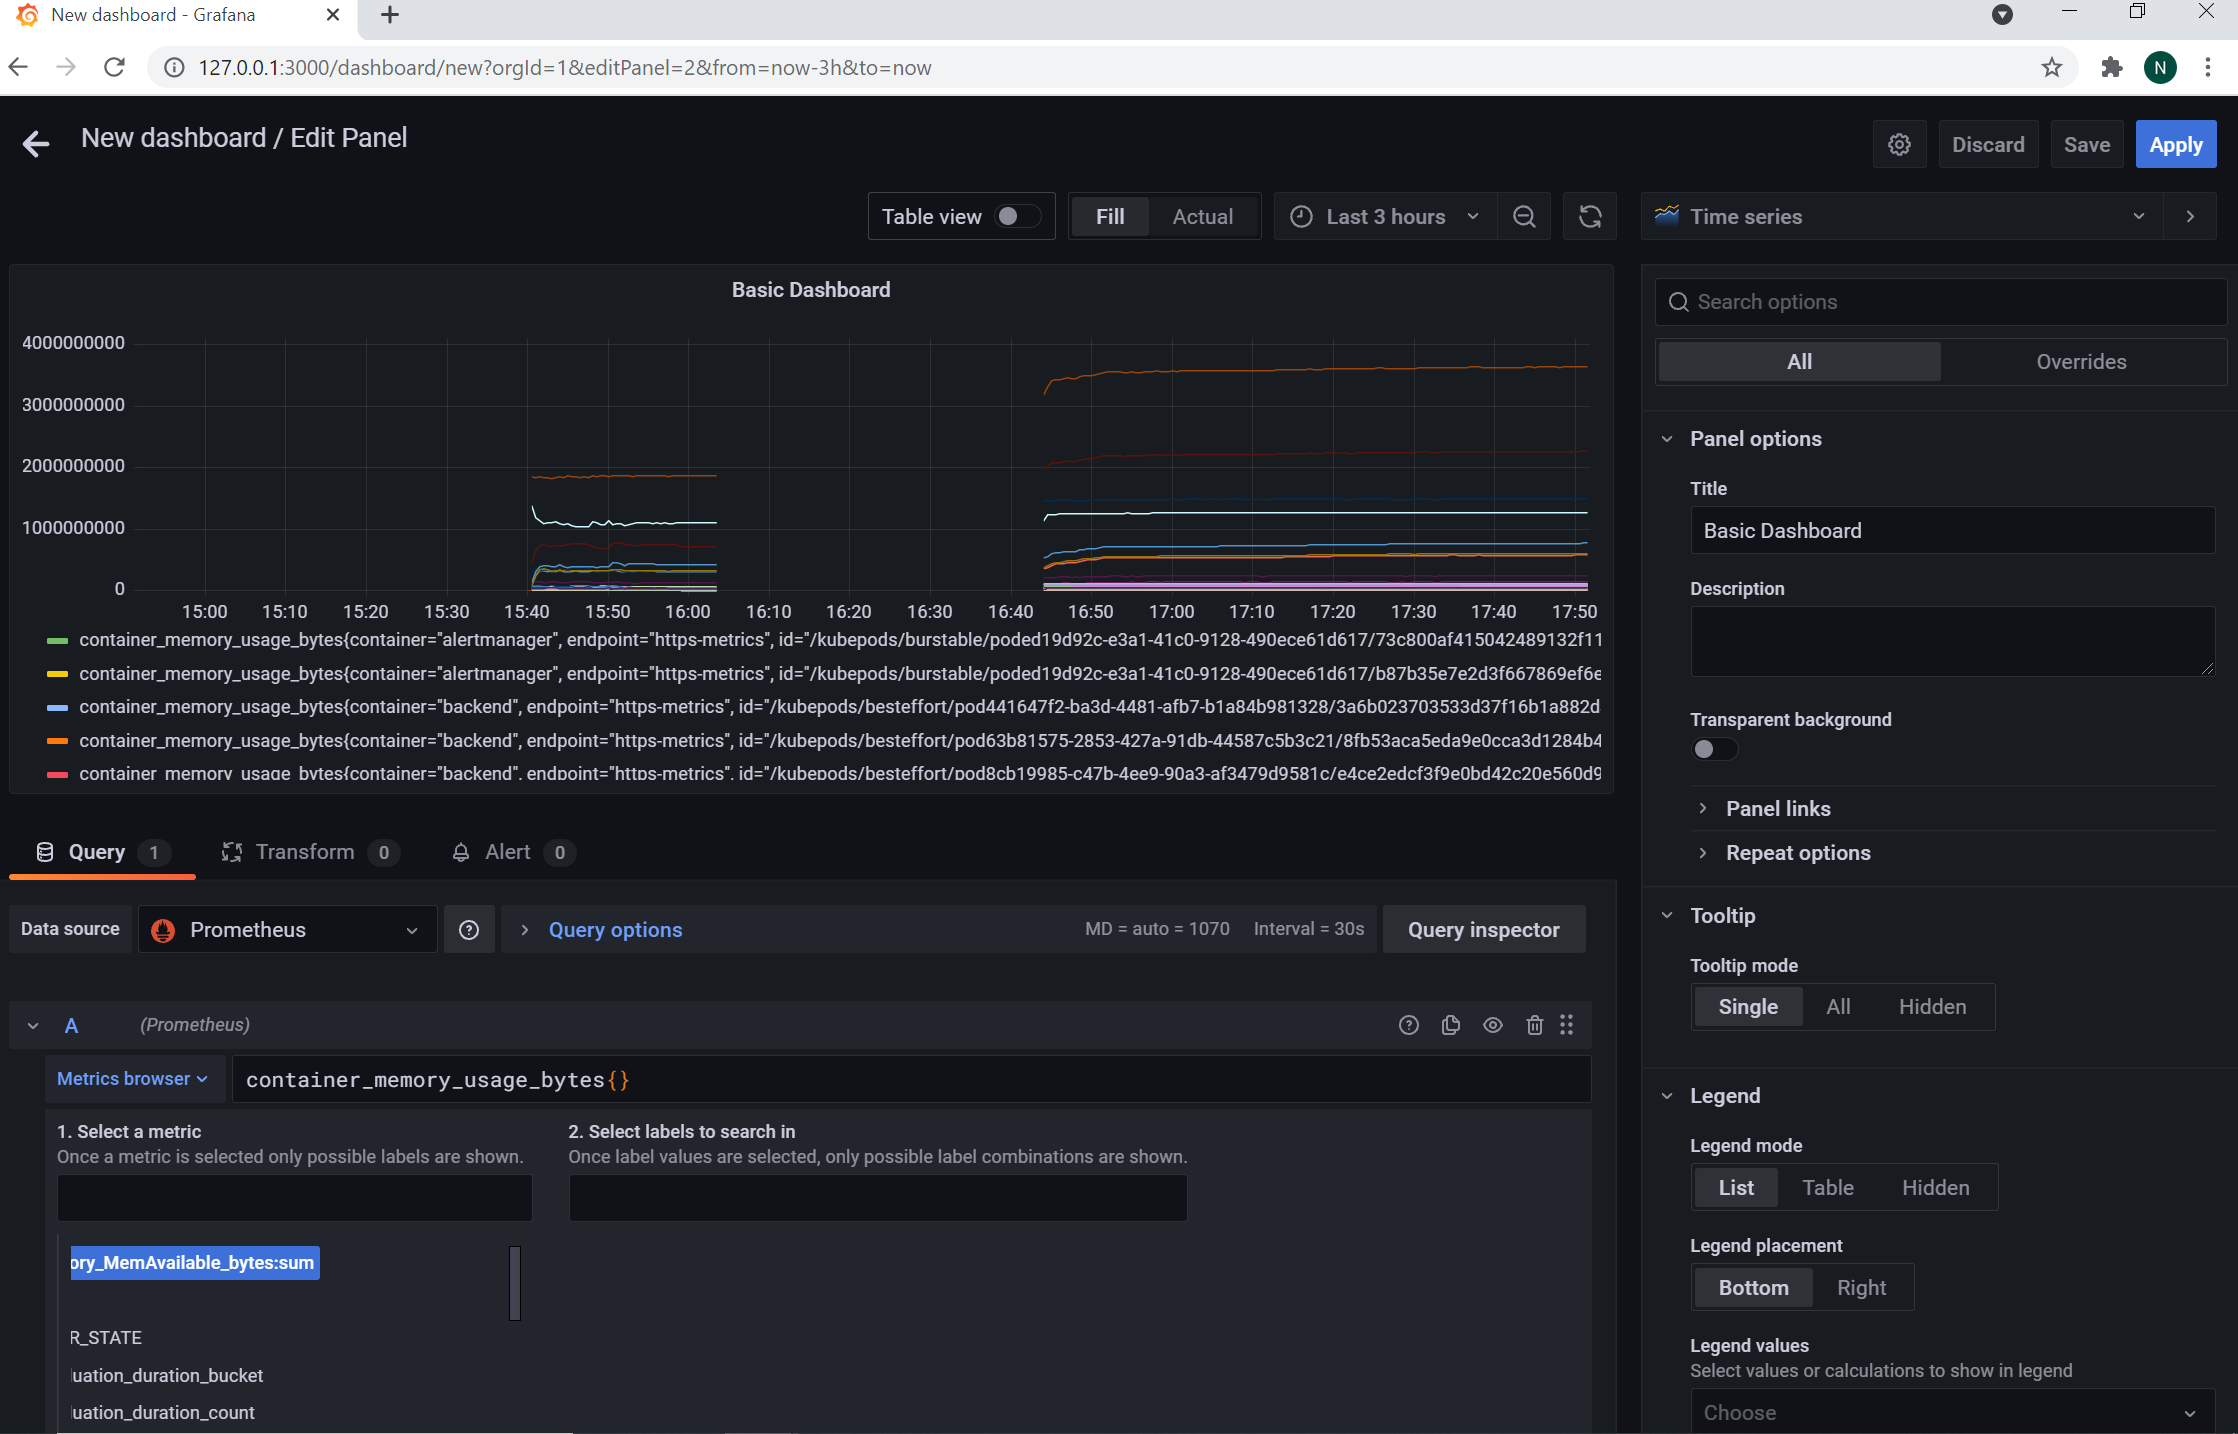 New dashboard - Grafana
127.0.0.1:3000/dashboard/new?orgId=1&editPanel=2&from=now-3h&to=now
N
New dashboard / Edit Panel
Discard
Save
Apply
Table view
Fill
Actual
Last 3 hours
Time series
Basic Dashboard
4000000000
3000000000
2000000000
1000000000
0
15:00 15:10 15:20 15:30 15:40 15:50 16:00 16:10 16:20 16:30 16:40 16:50 17:00 17:10 17:20 17:30 17:40 17:50
container_memory_usage_bytes{container="alertmanager", endpoint="https-metrics", id="/kubepods/burstable/poded19d92c-e3a1-41c0-9128-490ece61d617/73c800af415042489132f11
container_memory_usage_bytes{container="alertmanager", endpoint="https-metrics", id="/kubepods/burstable/poded19d92c-e3a1-41c0-9128-490ece61d617/b87b35e7e2d3f667869ef6e
container_memory_usage_bytes{container="backend", endpoint="https-metrics", id="/kubepods/besteffort/pod441647f2-ba3d-4481-afb7-b1a84b981328/3a6b023703533d37f16b1a882d
container_memory_usage_bytes{container="backend", endpoint="https-metrics", id="/kubepods/besteffort/pod63b81575-2853-427a-91db-44587c5b3c21/8fb53aca5eda9e0cca3d1284b4
container_memory_usage_bytes{container="backend", endpoint="https-metrics", id="/kubepods/besteffort/pod8cb19985-c47b-4ee9-90a3-af3479d9581c/e4ce2edcf3f9e0bd42c20e560d9
Query 1
Transform 0
Alert 0
Data source
Prometheus
Query options
MD = auto = 1070
Interval = 30s
Query inspector
A
(Prometheus)
Metrics browser
container_memory_usage_bytes{}
1. Select a metric
Once a metric is selected only possible labels are shown.
2. Select labels to search in
Once label values are selected, only possible label combinations are shown.
ory_MemAvailable_bytes:sum
R_STATE
luation_duration_bucket
luation_duration_count
Search options
All
Overrides
Panel options
Title
Basic Dashboard
Description
Transparent background
Panel links
Repeat options
Tooltip
Tooltip mode
Single
All
Hidden
Legend
Legend mode
List
Table
Hidden
Legend placement
Bottom
Right
Legend values
Select values or calculations to show in legend
Choose